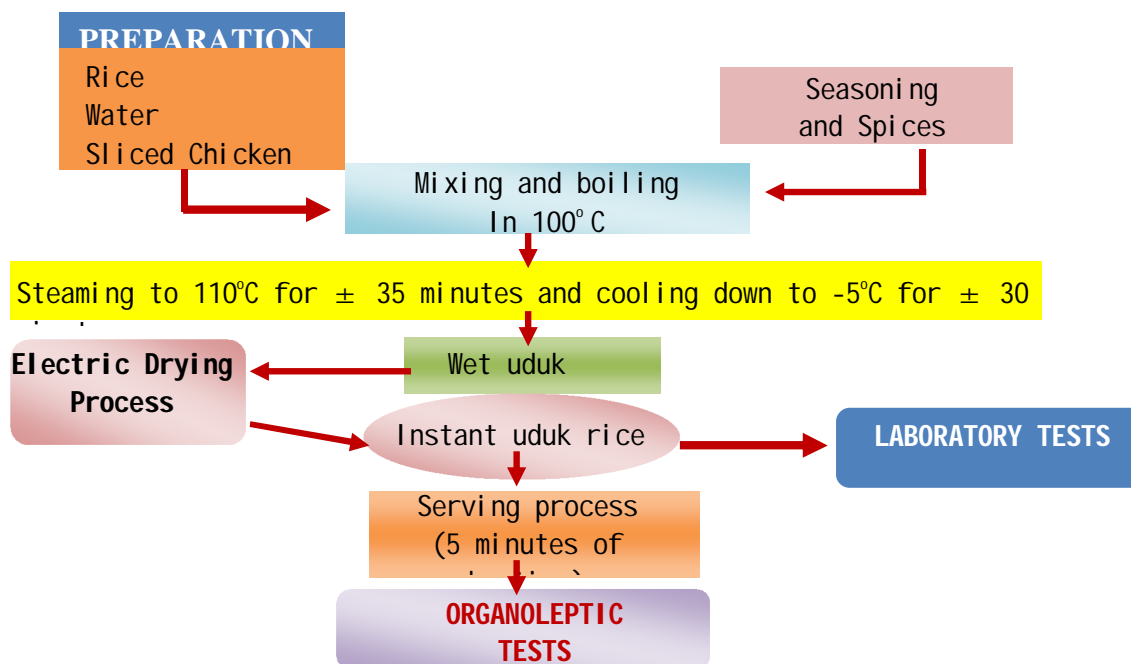 PREPARATION
Rice
Water
Sliced Chicken
Seasoning
and Spices
Mixing and boiling
In 100°C
Steaming to 110°C for ± 35 minutes and cooling down to -5°C for ± 30
Electric Drying
Process
Wet uduk
Instant uduk rice
LABORATORY TESTS
Serving process
(5 minutes of
ORGANOLEPTIC
TESTS